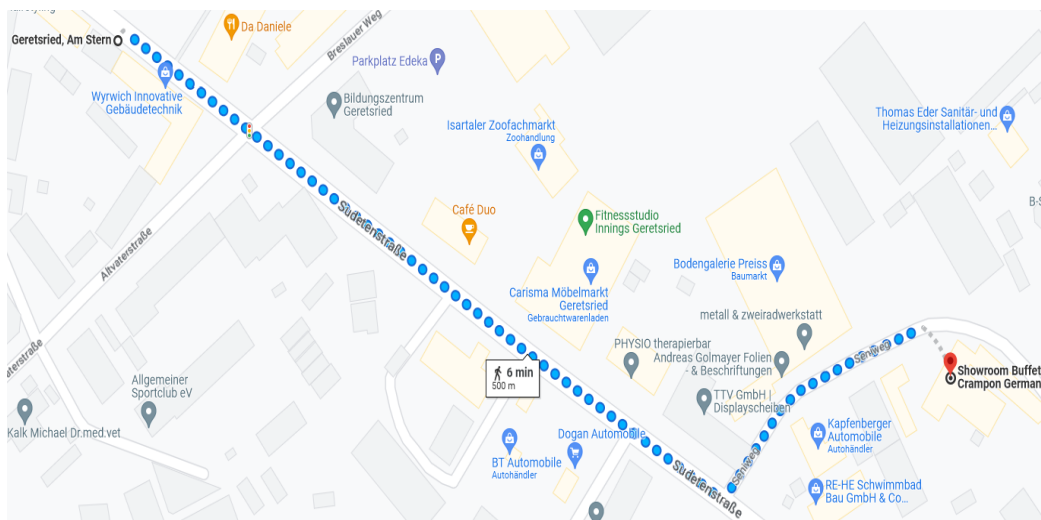 Da Daniele
Geretsried, Am Stern
Breslauer Weg
Parkplatz Edeka
P
Wyrwich Innovative
Gebäudetechnik
Bildungszentrum
Geretsried
Thomas Eder Sanitär- und
Heizungsinstallationen...
Isartaler Zoofachmarkt
Zoohandlung
B-S
Café Duo
Sudetenstraße
Fitnessstudio
Innings Geretsried
Altvaterstraße
Bodengalerie Preiss
Baumarkt
Carisma Möbelmarkt
Geretsried
Gebrauchtwarenladen
metall & zweiradwerkstatt
PHYSIO therapierbar
Andreas Golmayer Folien
- & Beschriftungen
6 min
500 m
Showroom Buffet
Crampon German
Allgemeiner
Sportclub eV
TTV GmbH |
Displayscheiben
Kalk Michael Dr.med.vet
Kapfenberger
Automobile
Autohändler
Dogan Automobile
BT Automobile
Autohändler
Sudetenstraße
RE-HE Schwimmbad
Bau GmbH & Co...